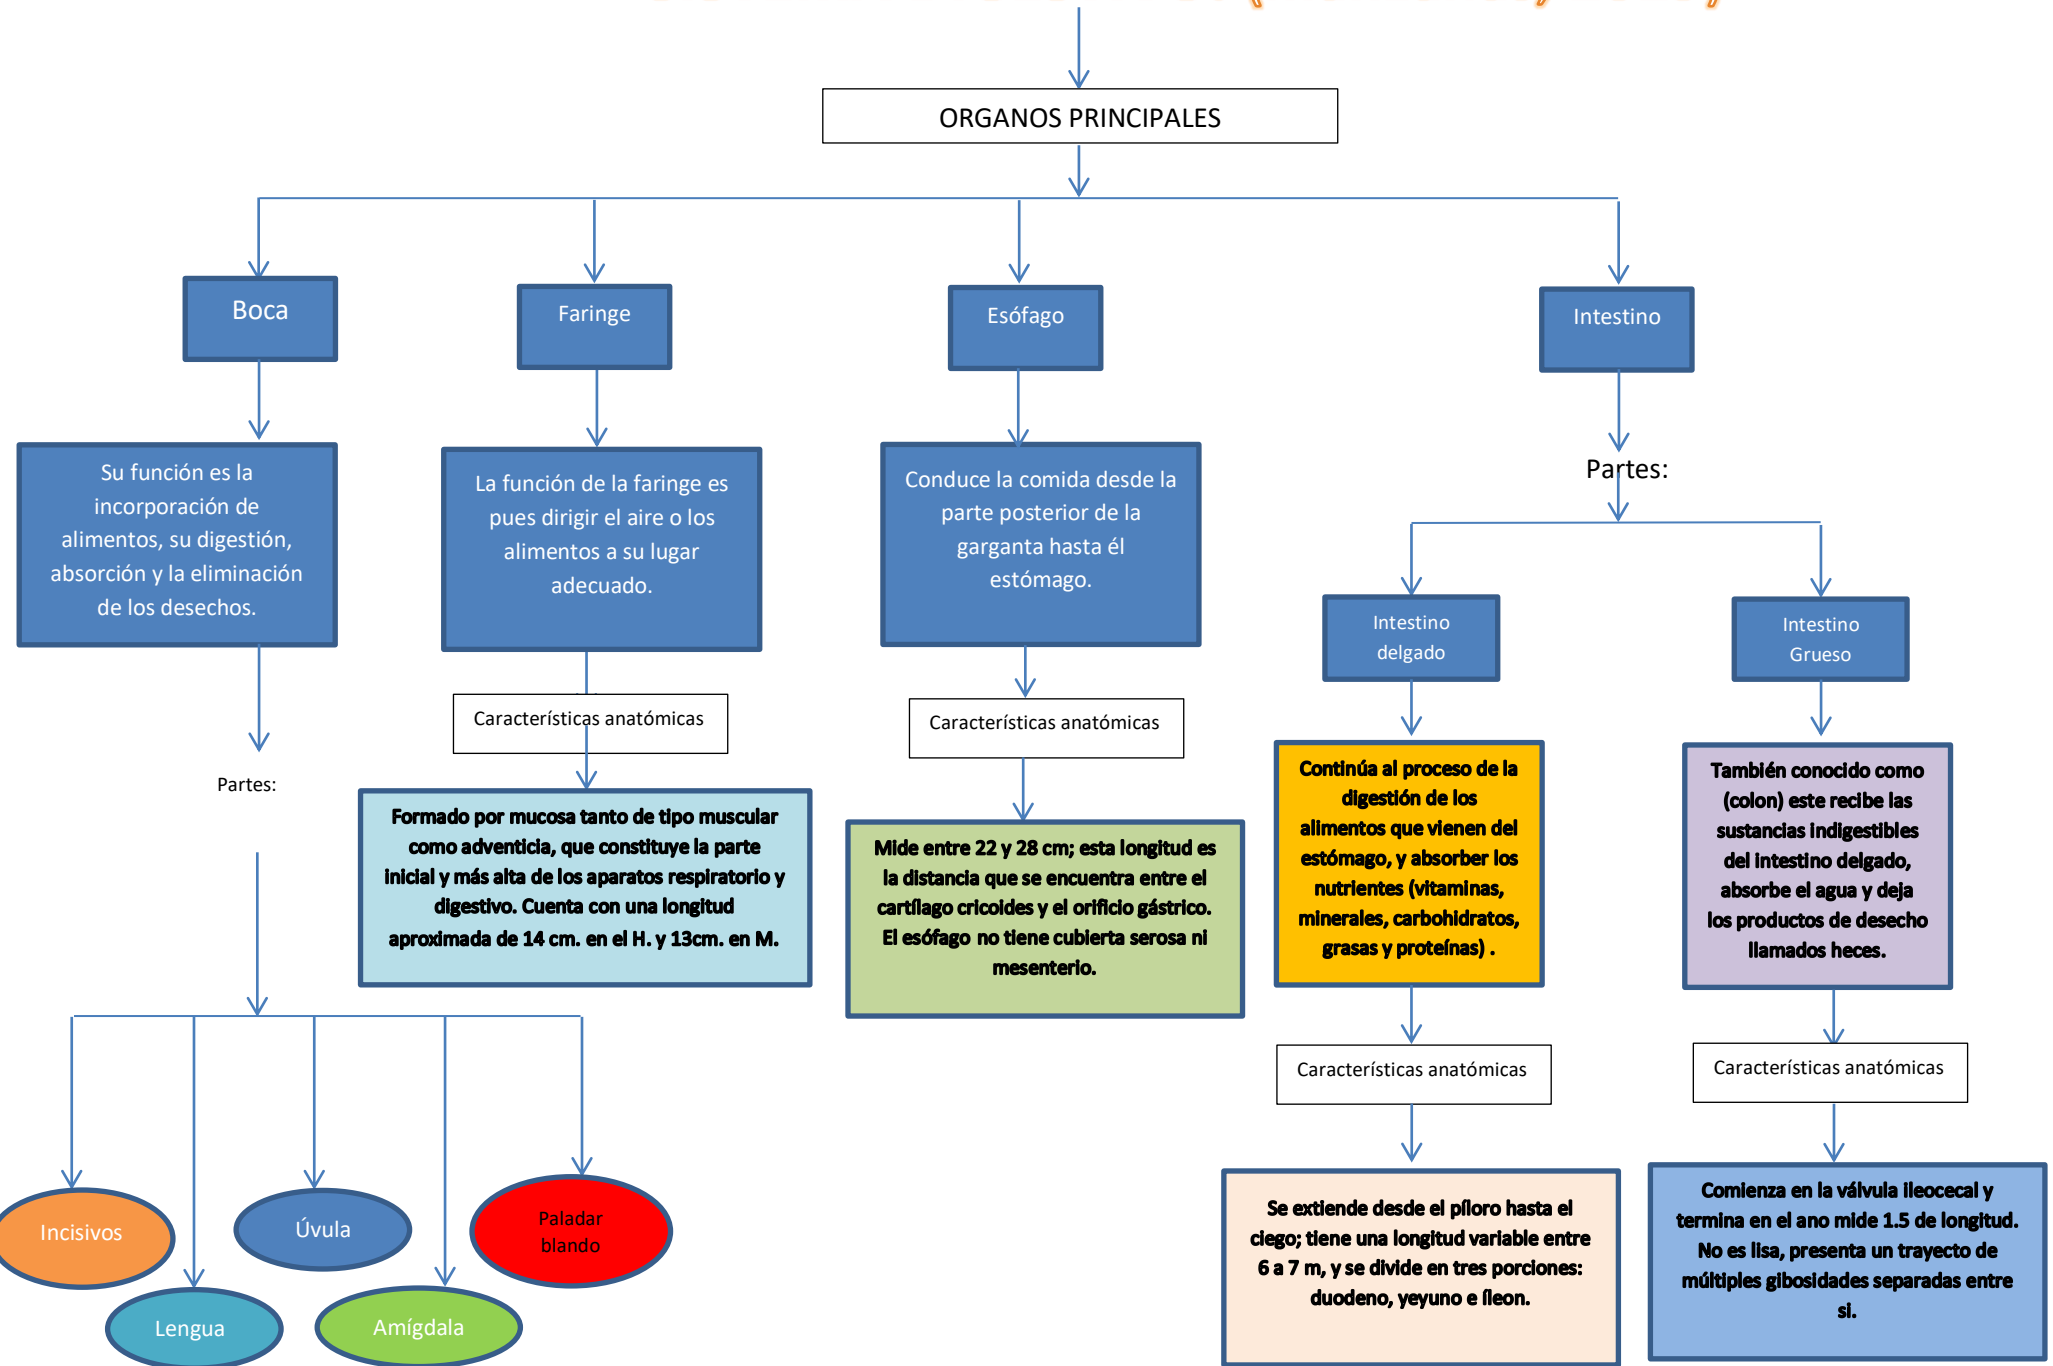 ORGANOS PRINCIPALES
Boca
Faringe
Esófago
Intestino
Su función es la
incorporación de
alimentos, su digestión,
absorción y la eliminación
de los desechos.
La función de la faringe es
pues dirigir el aire o los
alimentos a su lugar
adecuado.
Conduce la comida desde la
parte posterior de la
garganta hasta él
estómago.
Partes:
Intestino
delgado
Intestino
Grueso
Características anatómicas
Características anatómicas
Partes:
Formado por mucosa tanto de tipo muscular
como adventicia, que constituye la parte
inicial y más alta de los aparatos respiratorio y
digestivo. Cuenta con una longitud
aproximada de 14 cm. en el H. y 13cm. en M.
Mide entre 22 y 28 cm; esta longitud es
la distancia que se encuentra entre el
cartílago cricoides y el orificio gástrico.
El esófago no tiene cubierta serosa ni
mesenterio.
Continúa al proceso de la
digestión de los
alimentos que vienen del
estómago, y absorber los
nutrientes (vitaminas,
minerales, carbohidratos,
grasas y proteínas) .
También conocido como
(colon) este recibe las
sustancias indigestibles
del intestino delgado,
absorbe el agua y deja
los productos de desecho
llamados heces.
Características anatómicas
Características anatómicas
Incisivos
Lengua
Úvula
Amígdala
Paladar
blando
Se extiende desde el píloro hasta el
ciego; tiene una longitud variable entre
6 a 7 m, y se divide en tres porciones:
duodeno, yeyuno e íleon.
Comienza en la válvula ileocecal y
termina en el ano mide 1.5 de longitud.
No es lisa, presenta un trayecto de
múltiples gibosidades separadas entre
si.